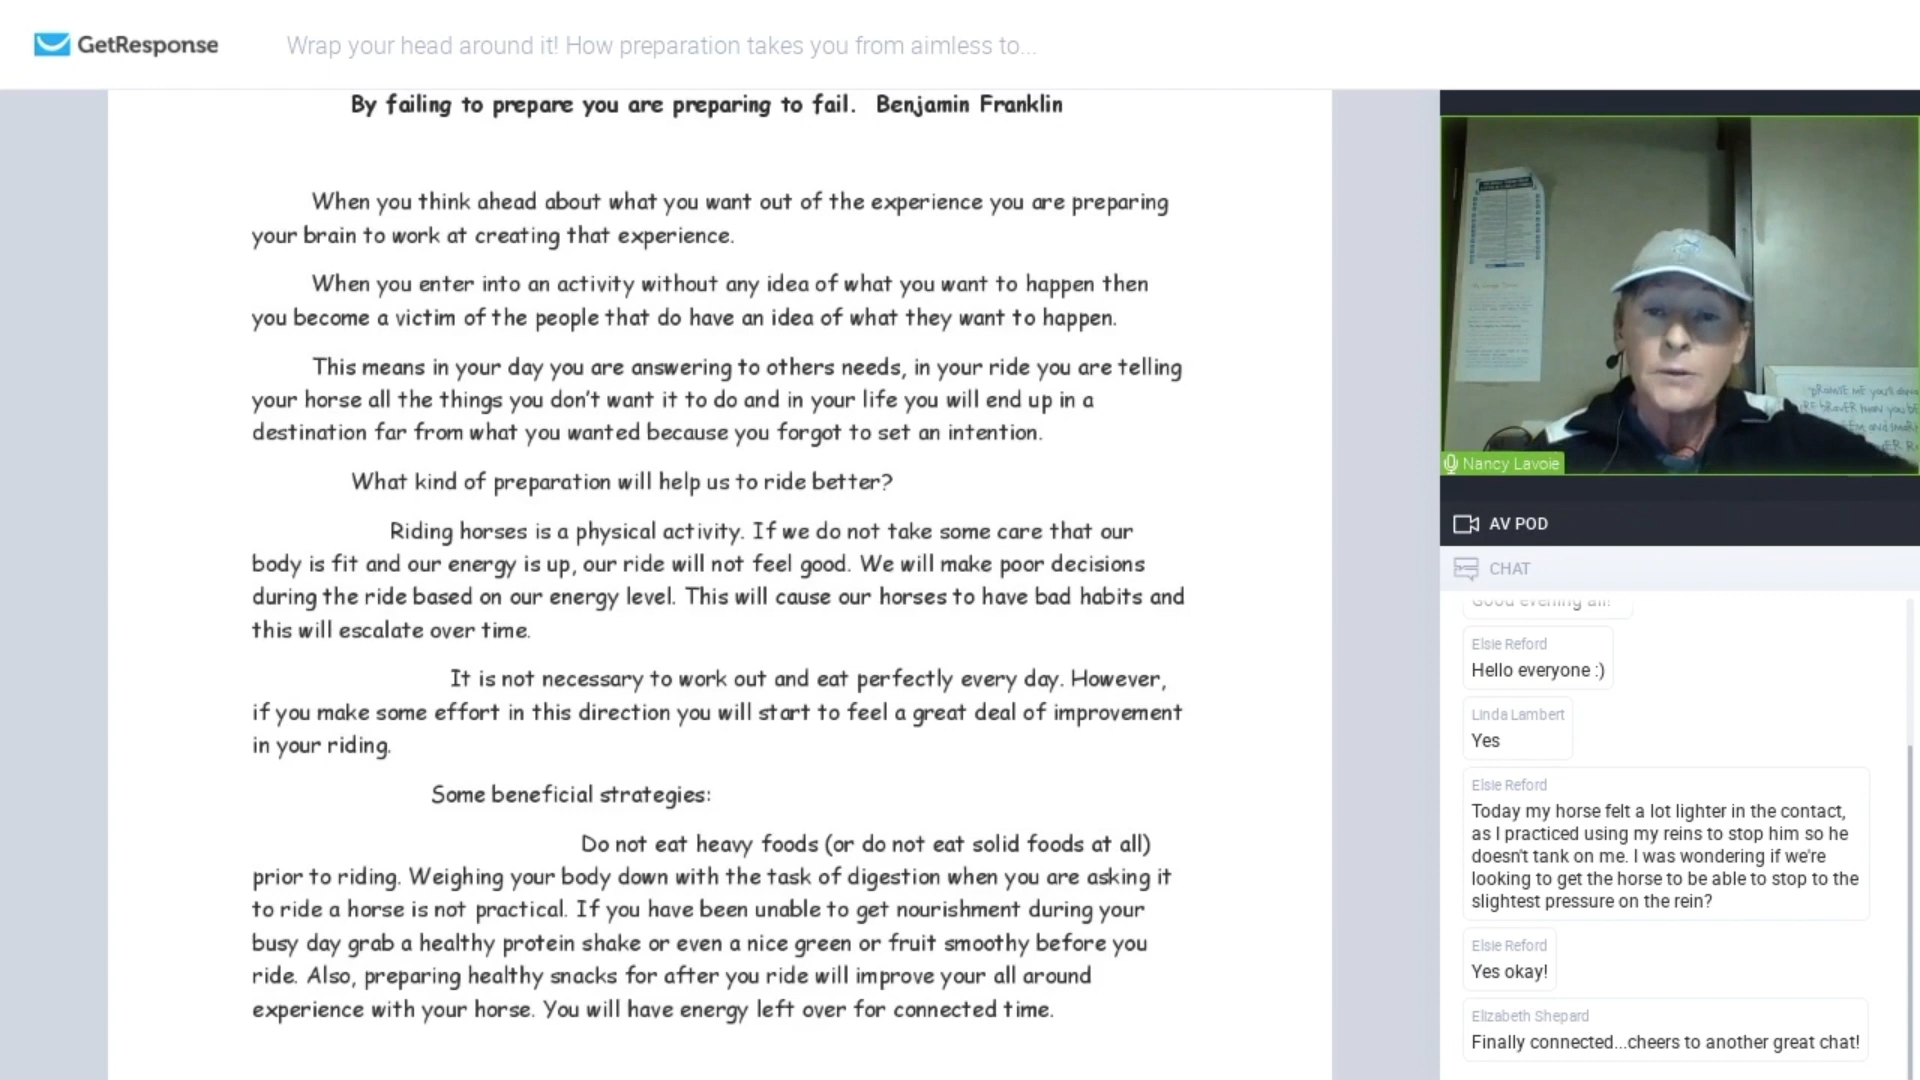 GetResponse
Wrap your head around it! How preparation takes you from aimless to...
By failing to prepare you are preparing to fail. Benjamin Franklin
When you think ahead about what you want out of the experience you are preparing
your brain to work at creating that experience.
When you enter into an activity without any idea of what you want to happen then
you become a victim of the people that do have an idea of what they want to happen.
This means in your day you are answering to others needs, in your ride you are telling
your horse all the things you don't want it to do and in your life you will end up in a
destination far from what you wanted because you forgot to set an intention.
What kind of preparation will help us to ride better?
Riding horses is a physical activity. If we do not take some care that our
body is fit and our energy is up, our ride will not feel good. We will make poor decisions
during the ride based on our energy level. This will cause our horses to have bad habits and
this will escalate over time.
It is not necessary to work out and eat perfectly every day. However,
if you make some effort in this direction you will start to feel a great deal of improvement
in your riding.
Some beneficial strategies:
Do not eat heavy foods (or do not eat solid foods at all)
prior to riding. Weighing your body down with the task of digestion when you are asking it
to ride a horse is not practical. If you have been unable to get nourishment during your
busy day grab a healthy protein shake or even a nice green or fruit smoothy before you
ride. Also, preparing healthy snacks for after you ride will improve your all around
experience with your horse. You will have energy left over for connected time.
PROMISE ME you'll
BRAVER than you
and
Nancy Lavoie
AV POD
CHAT
Good evening all!
Elsie Reford
Hello everyone :)
Linda Lambert
Yes
Elsie Reford
Today my horse felt a lot lighter in the contact,
as I practiced using my reins to stop him so he
doesn't tank on me. I was wondering if we're
looking to get the horse to be able to stop to the
slightest pressure on the rein?
Elsie Reford
Yes okay!
Elizabeth Shepard
Finally connected...cheers to another great chat!